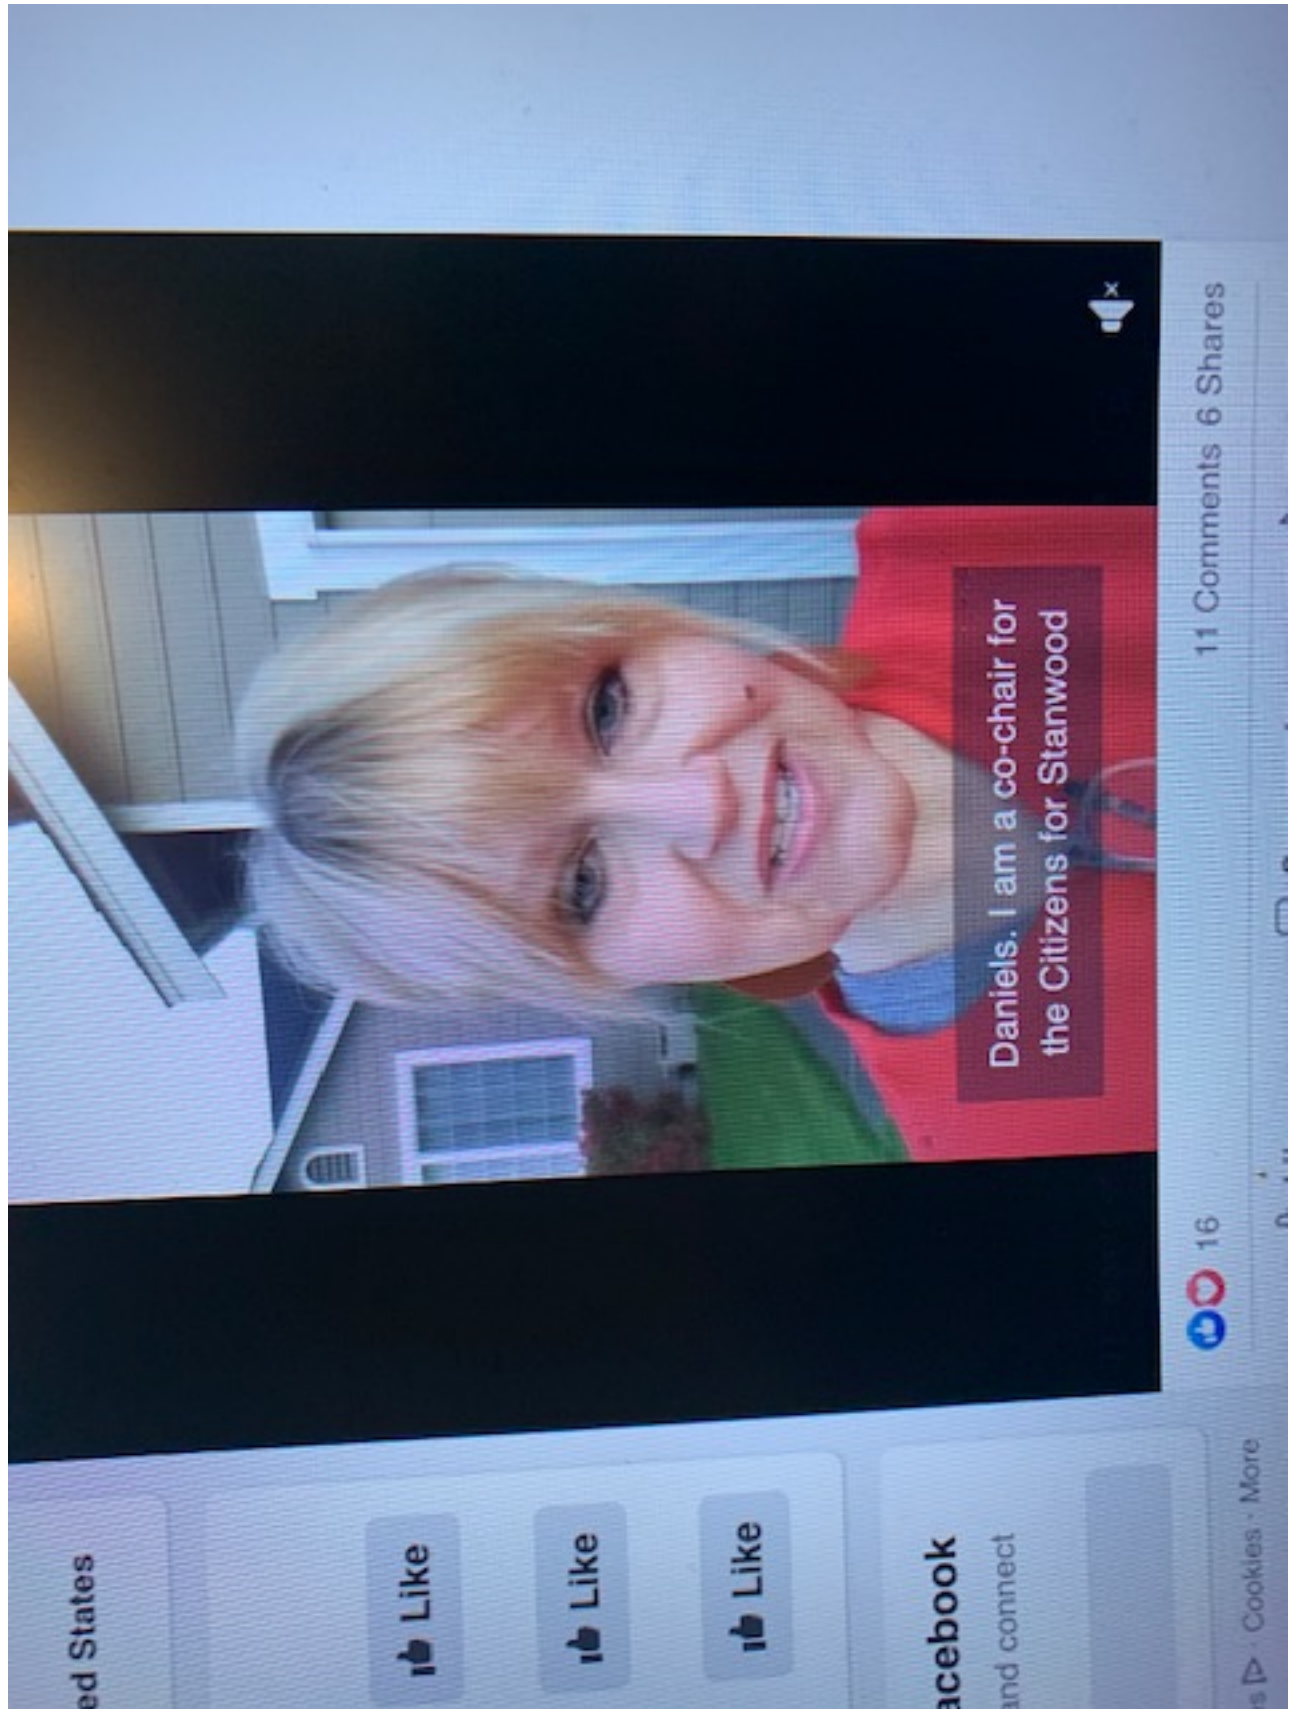 ed States
Like
Like
Like
acebook
and connect
Cookies · More
Daniels. I am a co-chair for
the Citizens for Stanwood
16
11 Comments 6 Shares